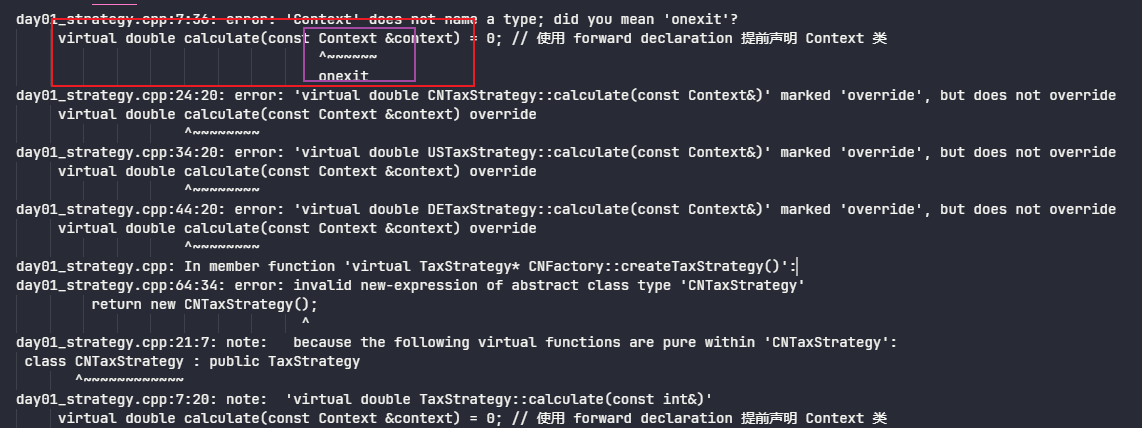 day01_strategy.cpp:7:36: error: 'Context' does not name a type; did you mean 'onexit'?
virtual double calculate(const Context &context) = 0; // 使用 forward declaration 提前声明 Context 类
^~~~~~~
onexit
day01_strategy.cpp:24:20: error: 'virtual double CNTaxStrategy::calculate(const Context&)' marked 'override', but does not override
virtual double calculate(const Context &context) override
^~~~~~~~~
day01_strategy.cpp:34:20: error: 'virtual double USTaxStrategy::calculate(const Context&)' marked 'override', but does not override
virtual double calculate(const Context &context) override
^~~~~~~~~
day01_strategy.cpp:44:20: error: 'virtual double DETaxStrategy::calculate(const Context&)' marked 'override', but does not override
virtual double calculate(const Context &context) override
^~~~~~~~~
day01_strategy.cpp: In member function 'virtual TaxStrategy* CNFactory::createTaxStrategy()':
day01_strategy.cpp:64:34: error: invalid new-expression of abstract class type 'CNTaxStrategy'
return new CNTaxStrategy();
^
day01_strategy.cpp:21:7: note:   because the following virtual functions are pure within 'CNTaxStrategy':
class CNTaxStrategy : public TaxStrategy
^~~~~~~~~~~~~
day01_strategy.cpp:7:20: note:  'virtual double TaxStrategy::calculate(const int&)'
virtual double calculate(const Context &context) = 0; // 使用 forward declaration 提前声明 Context 类